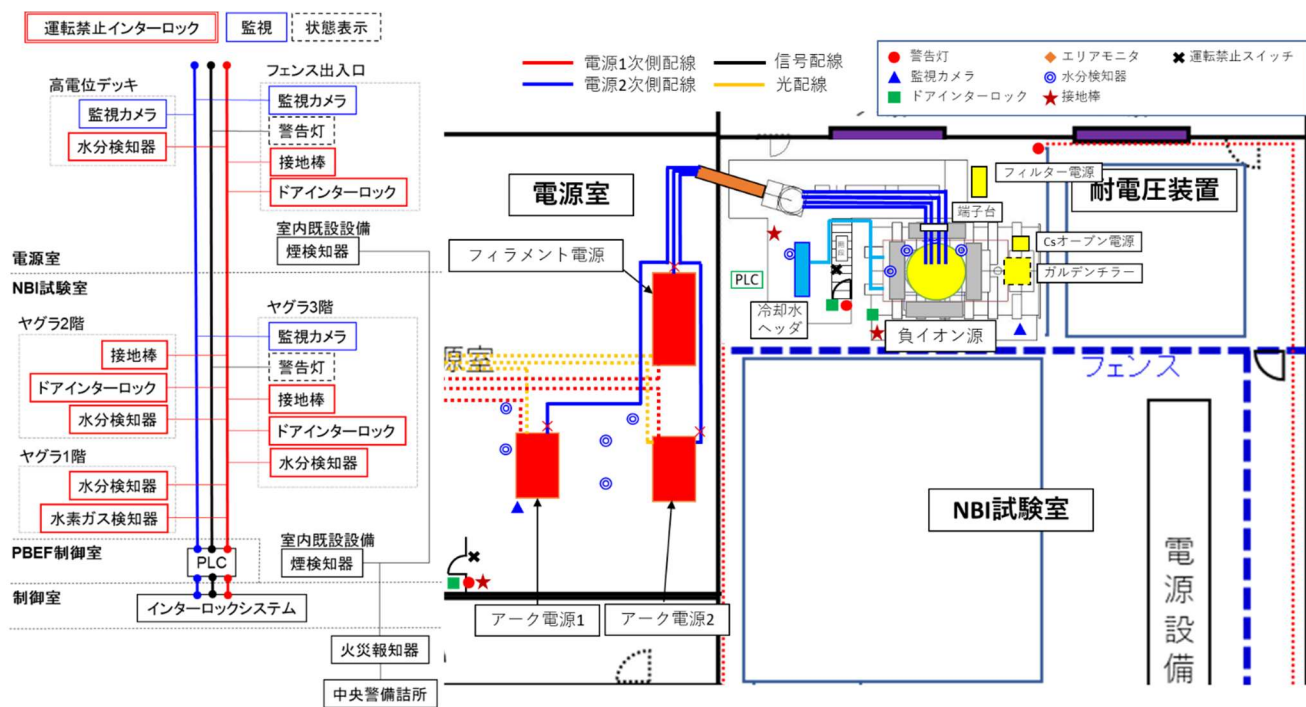 運転禁止インターロック
監視
状態表示
高電位デッキ
監視カメラ
水分検知器
フェンス出入口
監視カメラ
警告灯
接地棒
ドアインターロック
室内既設設備
煙検知器
電源室
NBI試験室
ヤグラ2階
接地棒
ドアインターロック
水分検知器
ヤグラ3階
監視カメラ
警告灯
接地棒
ドアインターロック
水分検知器
ヤグラ1階
水分検知器
水素ガス検知器
PBEF制御室
PLC
室内既設設備
煙検知器
制御室
インターロックシステム
火災報知器
中央警備詰所
電源1次側配線
電源2次側配線
信号配線
光配線
警告灯
監視カメラ
ドアインターロック
エリアモニタ
水分検知器
接地棒
運転禁止スイッチ
電源室
フィラメント電源
源室
アーク電源1
アーク電源2
フィルター電源
耐電圧装置
端子台
Csオーブン電源
ガルデンチラー
PLC
冷却水
ヘッダ
負イオン源
フェンス
NBI試験室
電源設備